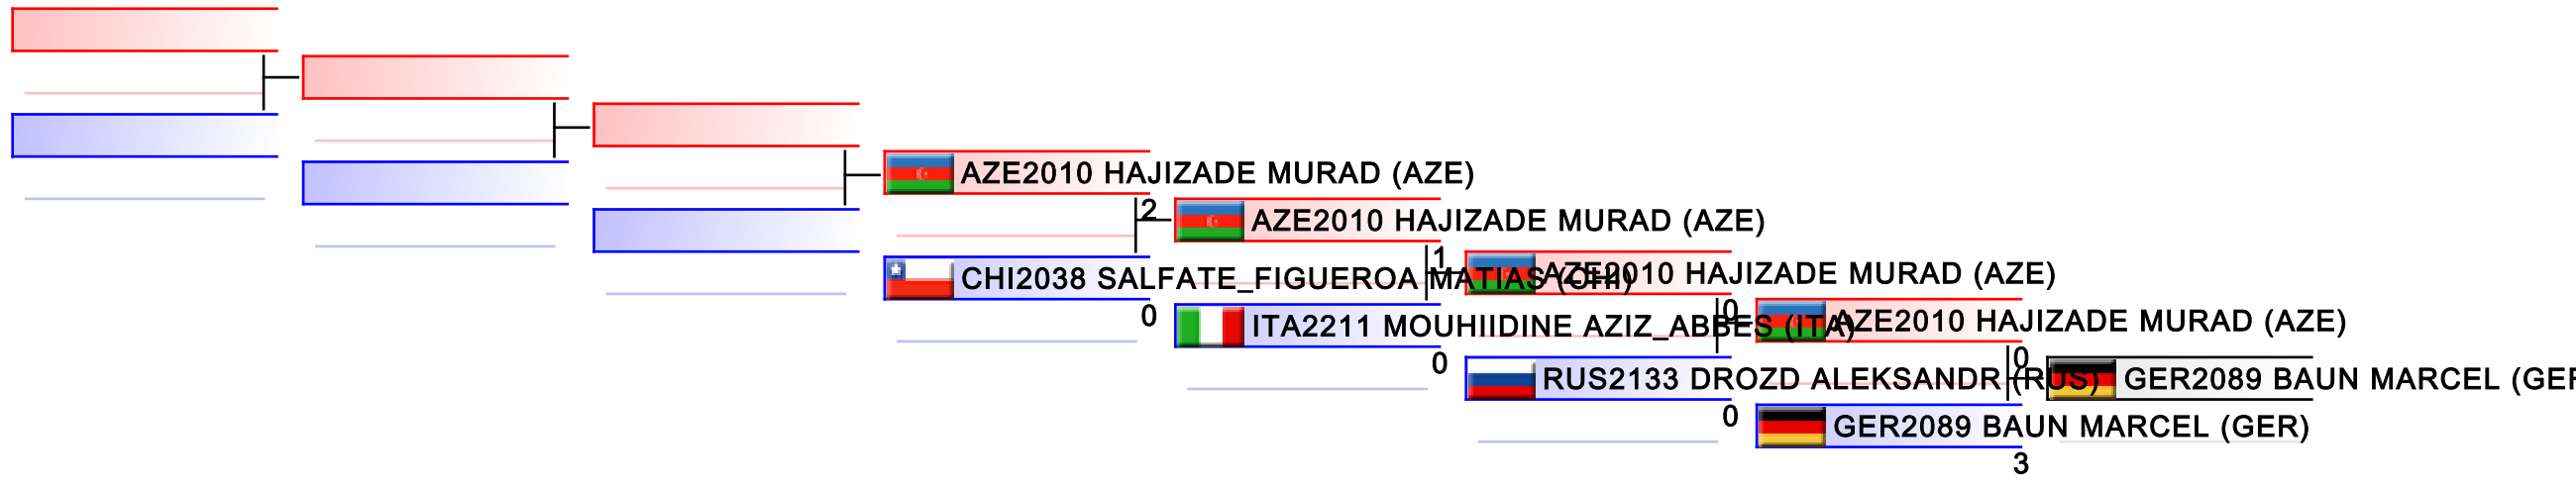 AZE2010 HAJIZADE MURAD (AZE)
2
AZE2010 HAJIZADE MURAD (AZE)
CHI2038 SALFATE_FIGUEROA MATIAS (CHI)
0
1
AZE2010 HAJIZADE MURAD (AZE)
ITA2211 MOUHIIDINE AZIZ_ABBES (ITA)
0
0
AZE2010 HAJIZADE MURAD (AZE)
RUS2133 DROZD ALEKSANDR (RUS)
0
0
GER2089 BAUN MARCEL (GER
GER2089 BAUN MARCEL (GER)
3